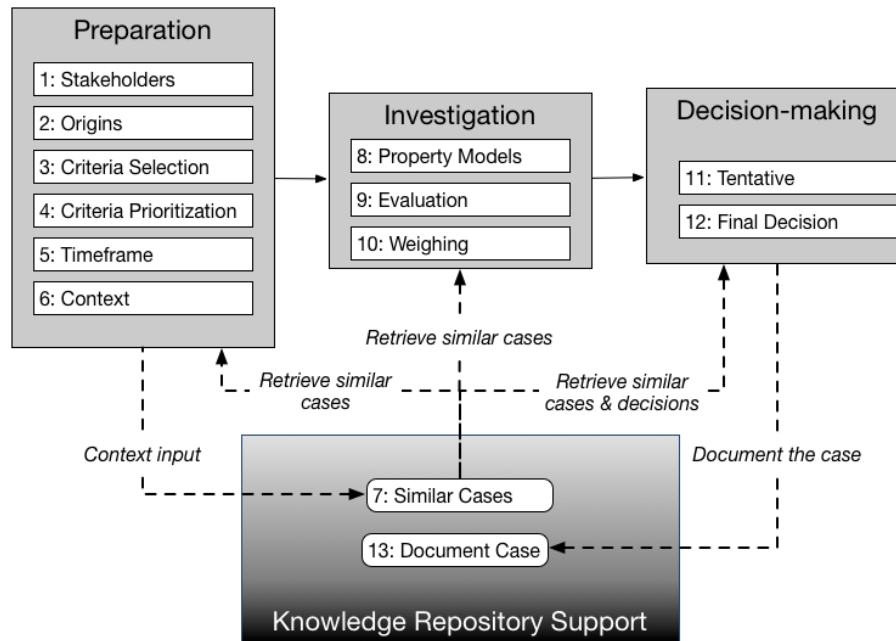 Preparation
1: Stakeholders
2: Origins
3: Criteria Selection
4: Criteria Prioritization
5: Timeframe
6: Context
Investigation
8: Property Models
9: Evaluation
10: Weighing
Decision-making
11: Tentative
12: Final Decision
Retrieve similar cases
Retrieve similar
cases
Retrieve similar
cases & decisions
Context input
Document the case
7: Similar Cases
13: Document Case
Knowledge Repository Support